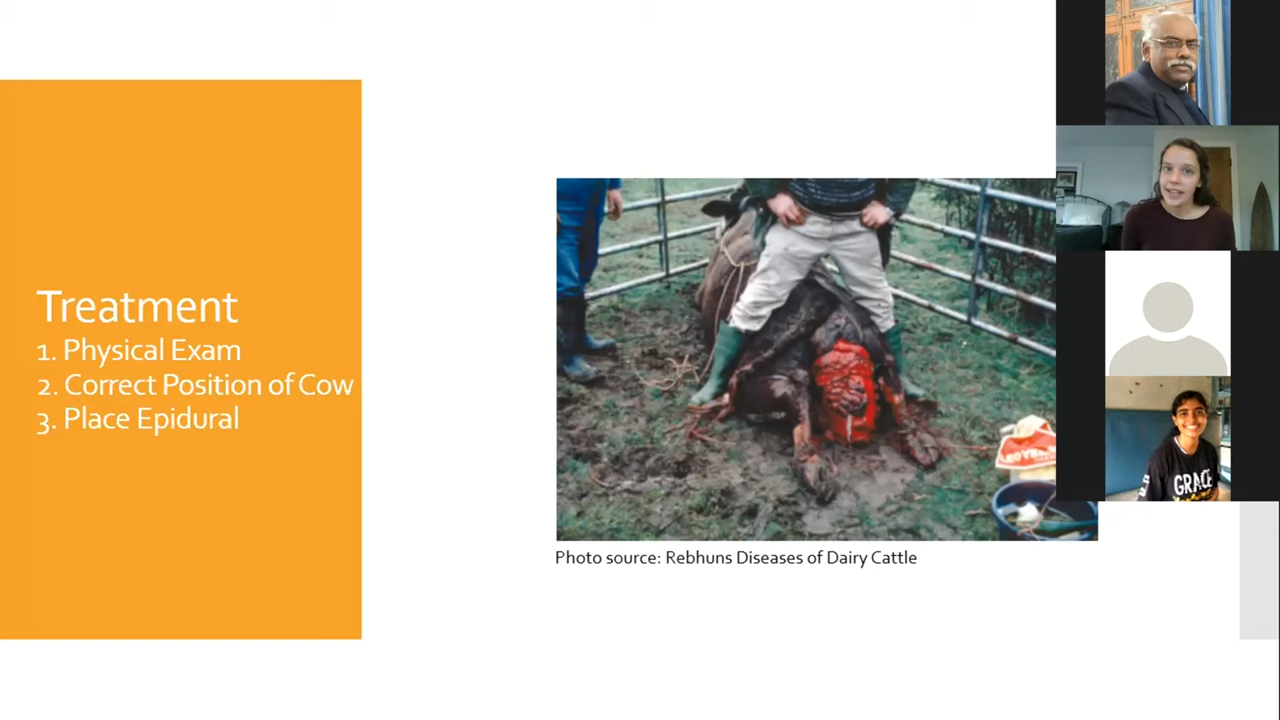 Treatment
1. Physical Exam
2. Correct Position of Cow
3. Place Epidural
Photo source: Rebhuns Diseases of Dairy Cattle
GRACE